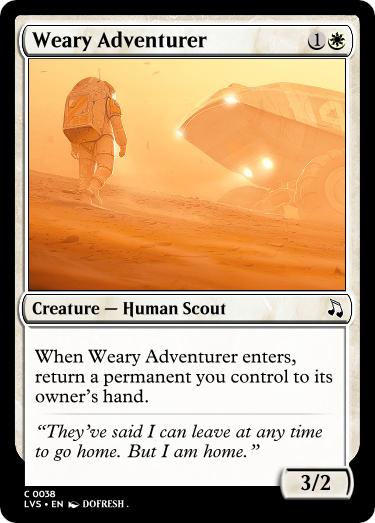 Weary Adventurer 1
Creature — Human Scout
When Weary Adventurer enters,
return a permanent you control to its
owner's hand.
“They've said I can leave at any time
to go home. But I am home.”
3/2
C 0038
LVS • EN DOFRESH .